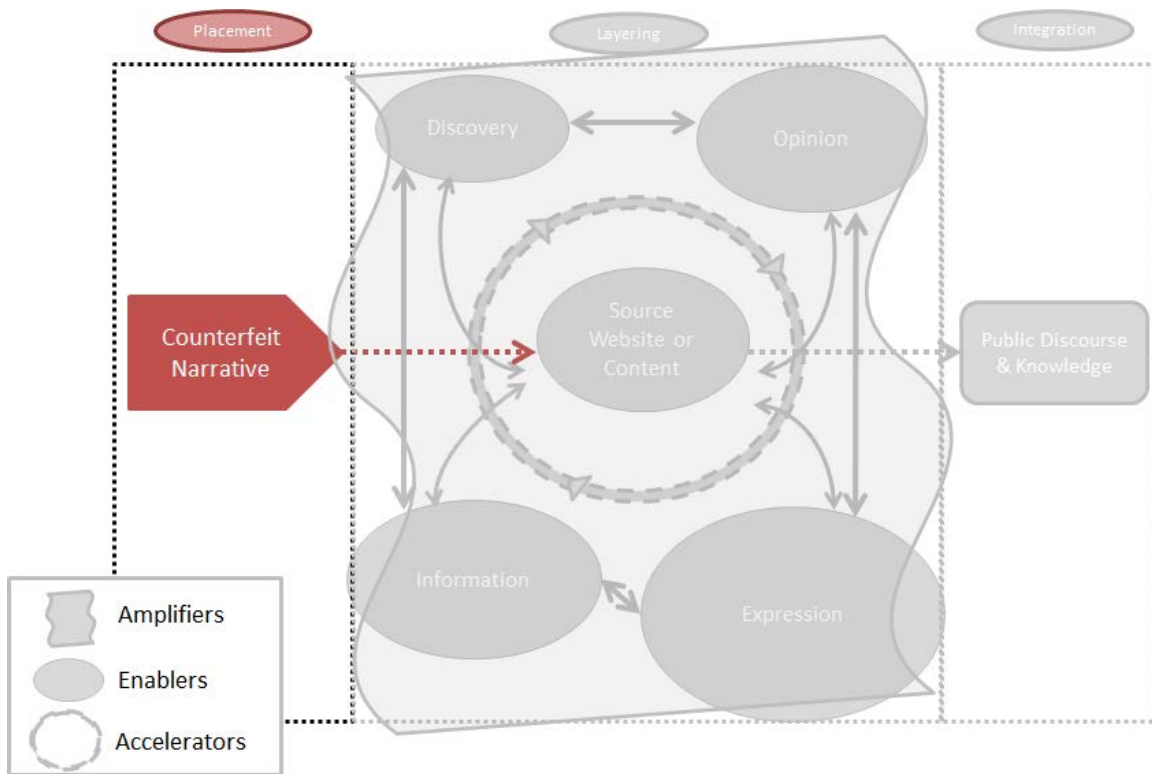 Placement
Layering
Integration
Discovery
Opinion
Counterfeit
Narrative
Source
Website or
Content
Public Discourse
& Knowledge
Information
Expression
Amplifiers
Enablers
Accelerators